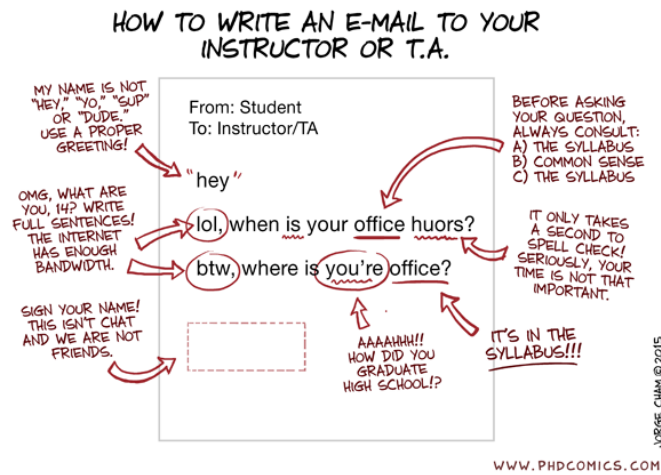 HOW TO WRITE AN E-MAIL TO YOUR
INSTRUCTOR OR T.A.
MY NAME IS NOT
"HEY," "YO," "SUP"
OR "DUDE."
USE A PROPER
GREETING!
From: Student
To: Instructor/TA
BEFORE ASKING
YOUR QUESTION,
ALWAYS CONSULT:
A) THE SYLLABUS
B) COMMON SENSE
C) THE SYLLABUS
"hey"
OMG, WHAT ARE
YOU, 14? WRITE
FULL SENTENCES!
THE INTERNET
HAS ENOUGH
BANDWIDTH.
lol, when is your office huors?
btw, where is you're office?
IT ONLY TAKES
A SECOND TO
SPELL CHECK!
SERIOUSLY, YOUR
TIME IS NOT THAT
IMPORTANT.
SIGN YOUR NAME!
THIS ISN'T CHAT
AND WE ARE NOT
FRIENDS.
AAAAHHH!!
HOW DID YOU
GRADUATE
HIGH SCHOOL!?
IT'S IN THE
SYLLABUS!!!
JORGE CHAM © 2015
WWW.PHDCOMICS.COM